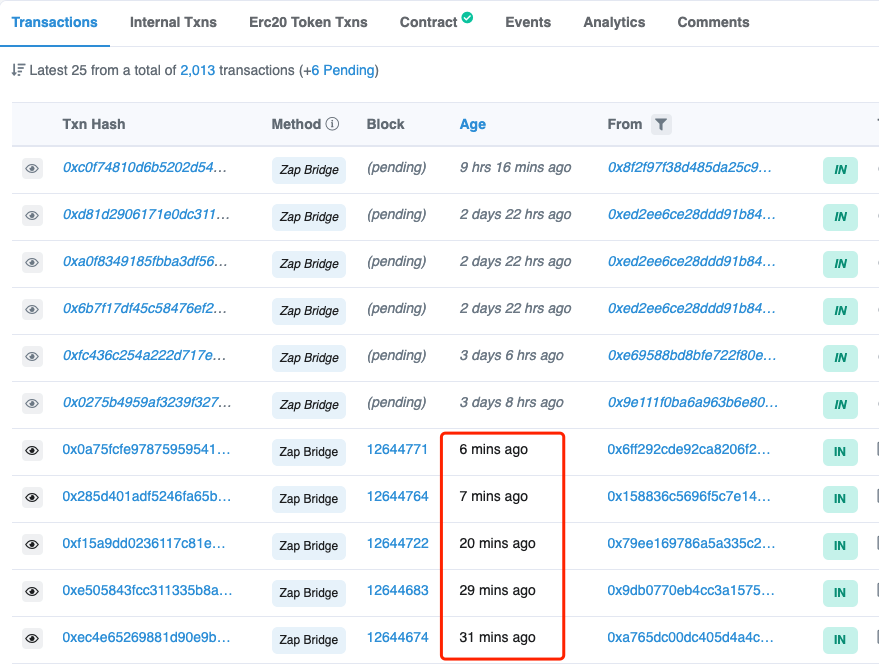 Transactions Internal Txns Erc20 Token Txns Contract Events Analytics Comments
Latest 25 from a total of 2,013 transactions (+6 Pending)
Txn Hash Method Block Age From
0xc0f74810d6b5202d54... Zap Bridge (pending) 9 hrs 16 mins ago 0x8f2f97f38d485da25c9... IN
0xd81d2906171e0dc311... Zap Bridge (pending) 2 days 22 hrs ago 0xed2ee6ce28ddd91b84... IN
0xa0f8349185fbba3df56... Zap Bridge (pending) 2 days 22 hrs ago 0xed2ee6ce28ddd91b84... IN
0x6b7f17df45c58476ef2... Zap Bridge (pending) 2 days 22 hrs ago 0xed2ee6ce28ddd91b84... IN
0xfc436c254a222d717e... Zap Bridge (pending) 3 days 6 hrs ago 0xe69588bd8bfe722f80e... IN
0x0275b4959af3239f327... Zap Bridge (pending) 3 days 8 hrs ago 0x9e111f0ba6a963b6e80... IN
0x0a75fcfe97875959541... Zap Bridge 12644771 6 mins ago 0x6ff292cde92ca8206f2... IN
0x285d401adf5246fa65b... Zap Bridge 12644764 7 mins ago 0x158836c5696f5c7e14... IN
0xf15a9dd0236117c81e... Zap Bridge 12644722 20 mins ago 0x79ee169786a5a335c2... IN
0xe505843fcc311335b8a... Zap Bridge 12644683 29 mins ago 0x9db0770eb4cc3a1575... IN
0xec4e65269881d90e9b... Zap Bridge 12644674 31 mins ago 0xa765dc00dc405d4a4c... IN